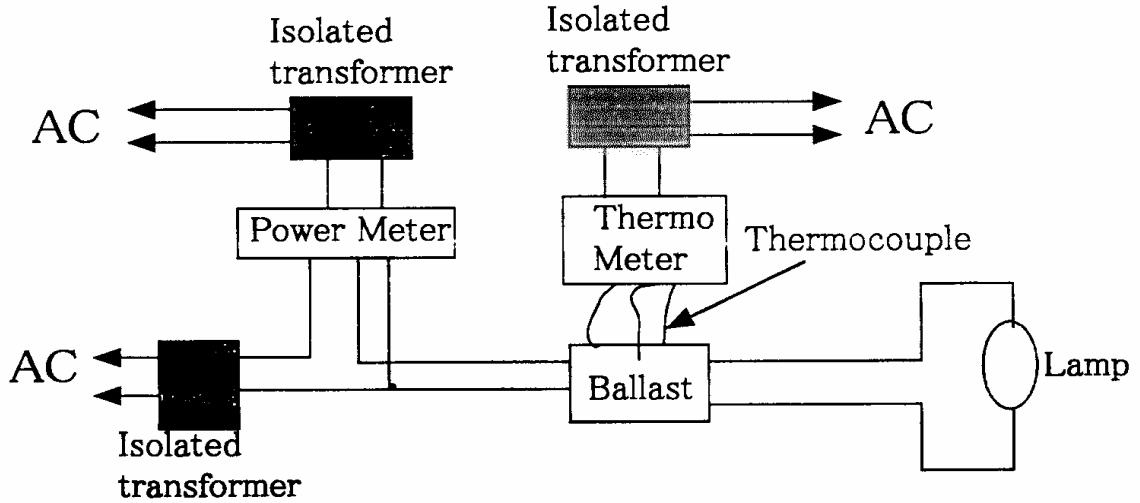 Isolated
transformer
Isolated
transformer
AC
AC
Power Meter
Thermo
Meter
Thermocouple
AC
Ballast
Lamp
Isolated
transformer